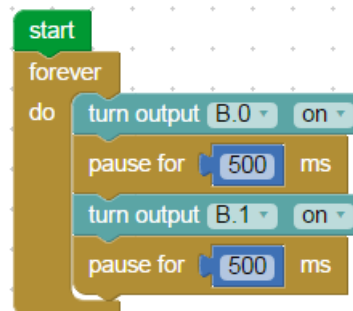 start
forever
do turn output B.0 on
pause for 500 ms
turn output B.1 on
pause for 500 ms